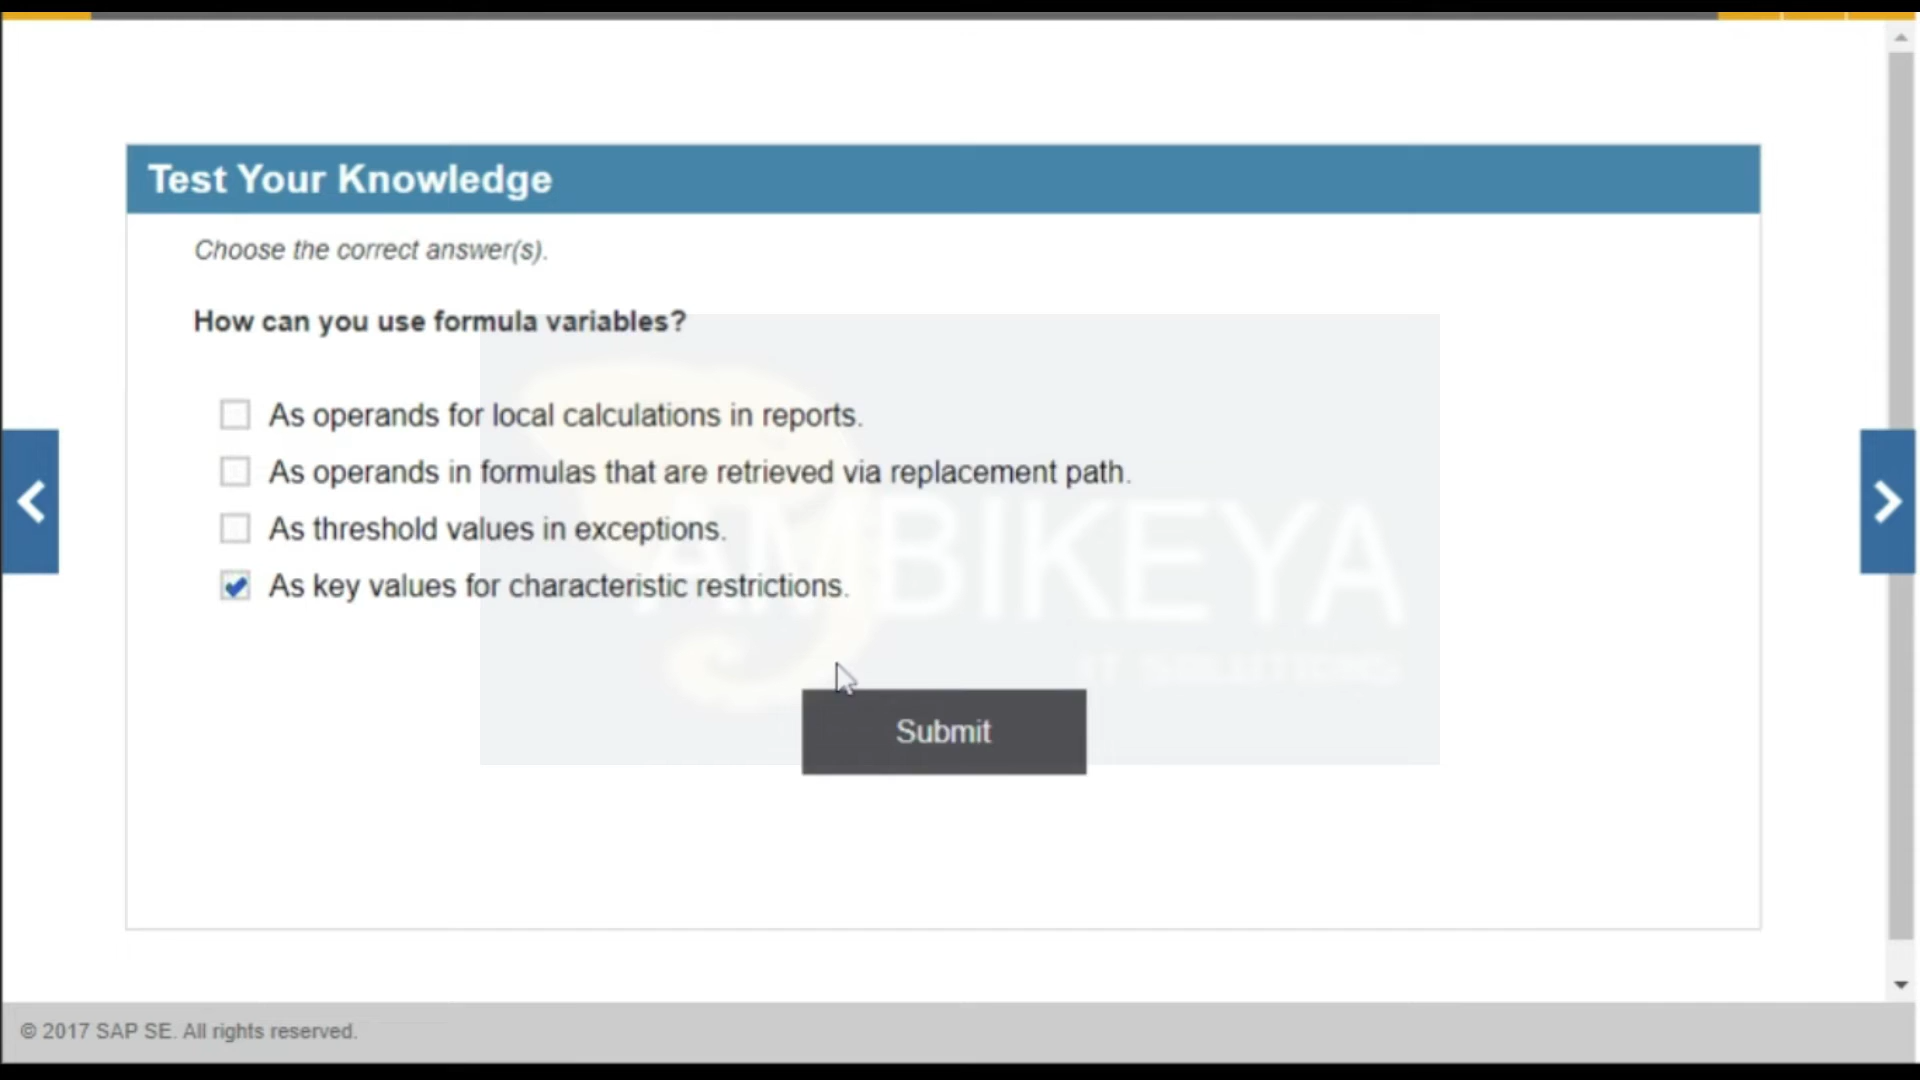 Test Your Knowledge
Choose the correct answer(s).
How can you use formula variables?
As operands for local calculations in reports.
As operands in formulas that are retrieved via replacement path.
As threshold values in exceptions.
As key values for characteristic restrictions.
AMBIKEYA
IT SOLUTIONS
Submit
© 2017 SAP SE. All rights reserved.